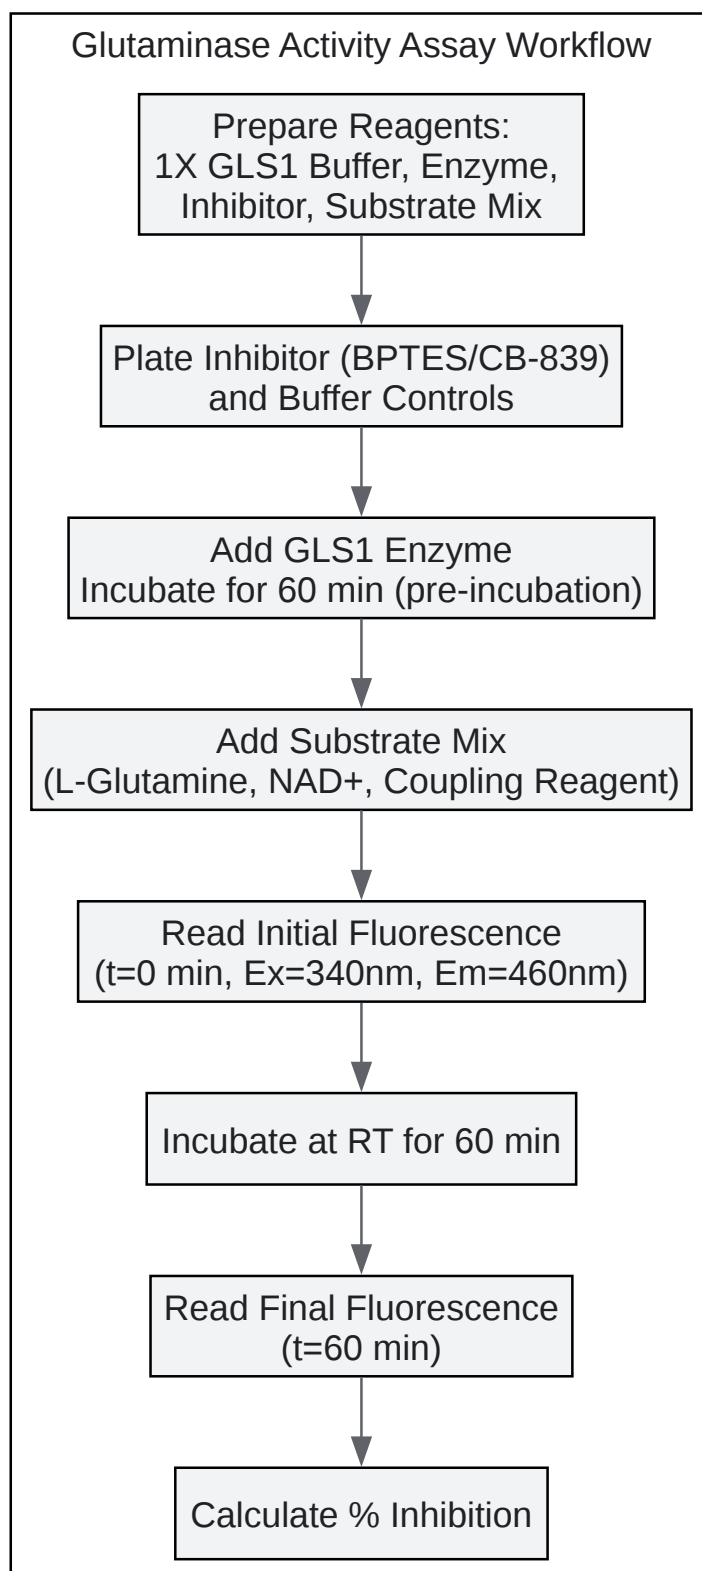 Glutaminase Activity Assay Workflow
Prepare Reagents:
1X GLS1 Buffer, Enzyme,
Inhibitor, Substrate Mix
Plate Inhibitor (BPTES/CB-839)
and Buffer Controls
Add GLS1 Enzyme
Incubate for 60 min (pre-incubation)
Add Substrate Mix
(L-Glutamine, NAD+, Coupling Reagent)
Read Initial Fluorescence
(t=0 min, Ex=340nm, Em=460nm)
Incubate at RT for 60 min
Read Final Fluorescence
(t=60 min)
Calculate % Inhibition